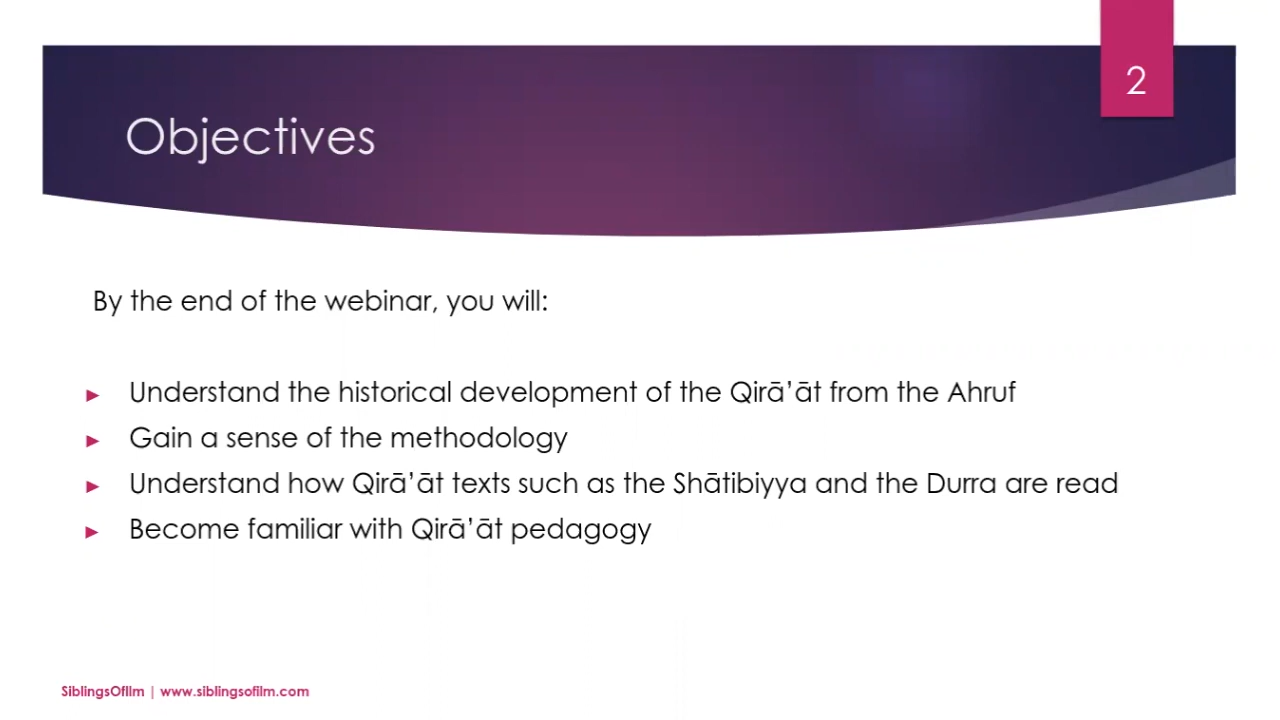 2
Objectives
By the end of the webinar, you will:
► Understand the historical development of the Qirā’āt from the Ahruf
► Gain a sense of the methodology
► Understand how Qirā’āt texts such as the Shātibiyya and the Durra are read
► Become familiar with Qirā’āt pedagogy
SiblingsOfIlm | www.siblingsofilm.com